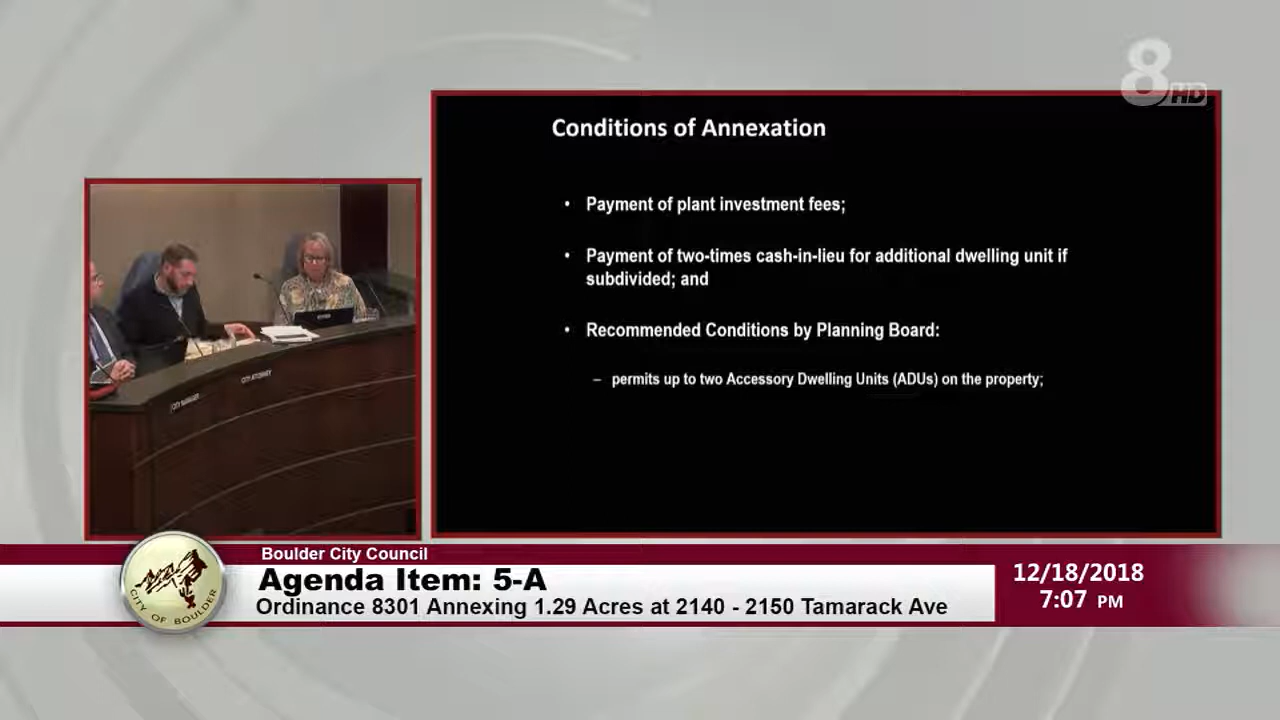 8
HD
Conditions of Annexation
• Payment of plant investment fees;
• Payment of two-times cash-in-lieu for additional dwelling unit if
subdivided; and
• Recommended Conditions by Planning Board:
– permits up to two Accessory Dwelling Units (ADUs) on the property;
CITY ATTORNEY
CITY MANAGER
Boulder City Council
Agenda Item: 5-A
Ordinance 8301 Annexing 1.29 Acres at 2140 - 2150 Tamarack Ave
12/18/2018
7:07 PM
CITY OF BOULDER